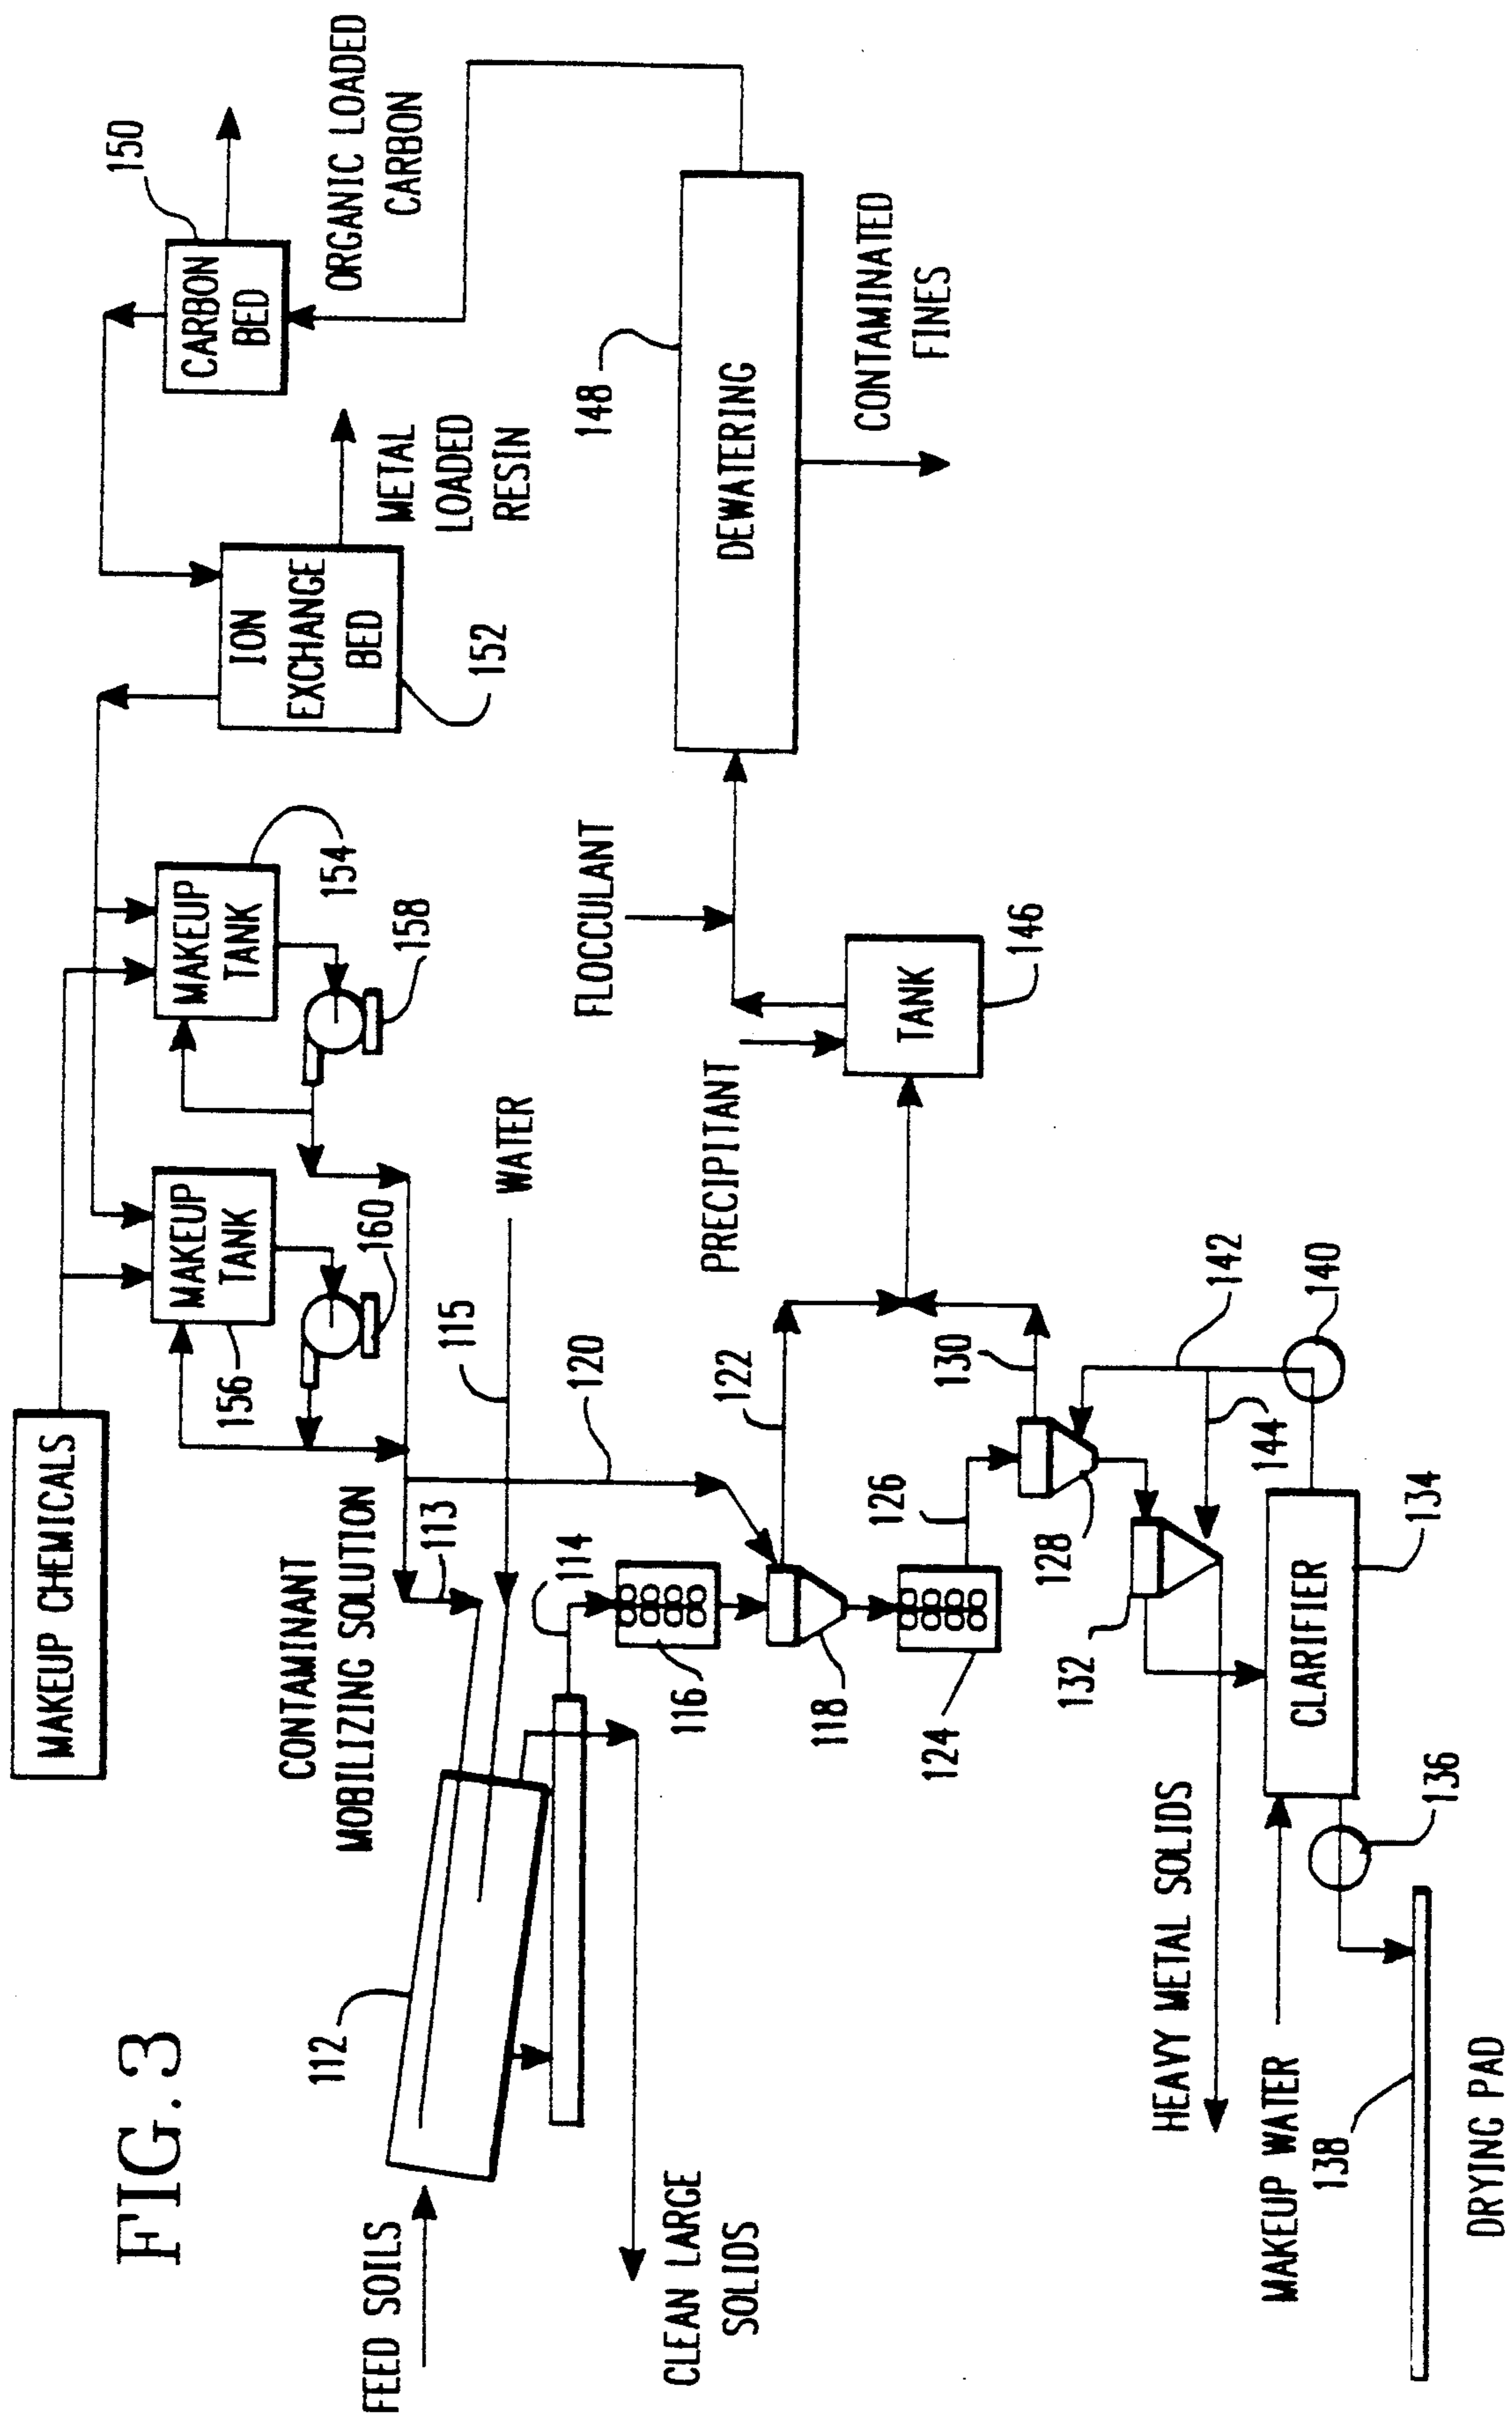 FIG. 3
MAKEUP CHEMICALS
MAKEUP
TANK
156
160
MAKEUP
TANK
154
158
ION
EXCHANGE
BED
152
METAL
LOADED
RESIN
CARBON
BED
150
ORGANIC LOADED
CARBON
CONTAMINANT
MOBILIZING SOLUTION
113
WATER
115
120
FEED SOILS
112
114
CLEAN LARGE
SOLIDS
116
118
122
124
126
128
130
PRECIPITANT
FLOCCULANT
TANK
146
DEWATERING
148
CONTAMINATED
FINES
132
HEAVY METAL SOLIDS
144
142
140
CLARIFIER
134
MAKEUP WATER
136
138
DRYING PAD